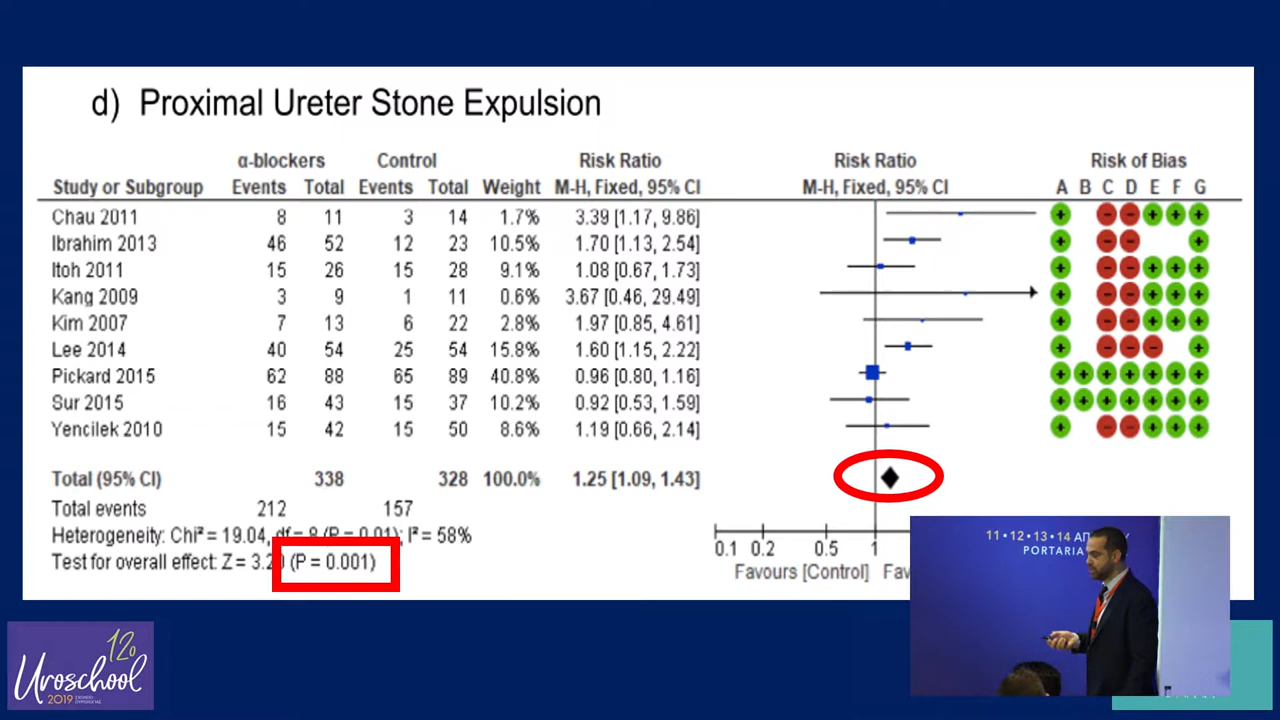 d) Proximal Ureter Stone Expulsion
α-blockers Control Risk Ratio Risk Ratio Risk of Bias
Study or Subgroup Events Total Events Total Weight M-H, Fixed, 95% CI M-H, Fixed, 95% CI A B C D E F G
Chau 2011 8 11 3 14 1.7% 3.39 [1.17, 9.86]
Ibrahim 2013 46 52 12 23 10.5% 1.70 [1.13, 2.54]
Itoh 2011 15 26 15 28 9.1% 1.08 [0.67, 1.73]
Kang 2009 3 9 1 11 0.6% 3.67 [0.46, 29.49]
Kim 2007 7 13 6 22 2.8% 1.97 [0.85, 4.61]
Lee 2014 40 54 25 54 15.8% 1.60 [1.15, 2.22]
Pickard 2015 62 88 65 89 40.8% 0.96 [0.80, 1.16]
Sur 2015 16 43 15 37 10.2% 0.92 [0.53, 1.59]
Yencilek 2010 15 42 15 50 8.6% 1.19 [0.66, 2.14]
Total (95% CI) 338 328 100.0% 1.25 [1.09, 1.43]
Total events 212 157
Heterogeneity: Chi² = 19.04, df = 8 (P = 0.01); I² = 58%
Test for overall effect: Z = 3.20 (P = 0.001)
0.1 0.2 0.5 1
Favours [Control]
11•12•13•14
PORTARIA
12ο
Uroschool
2019